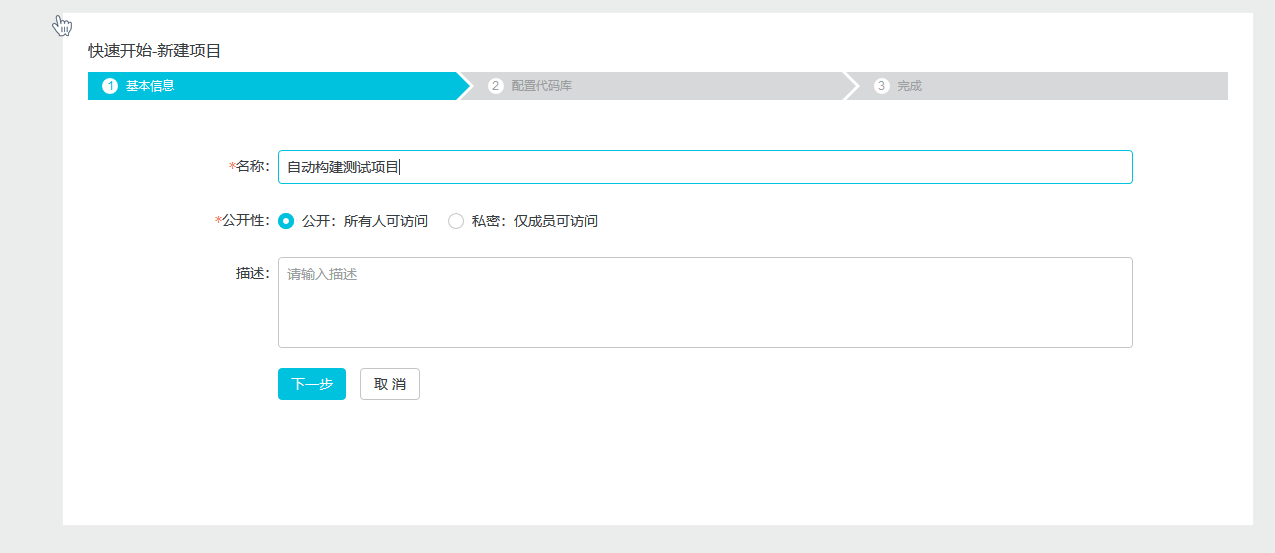 快速开始-新建项目
1 基本信息 2 配置代码库 3 完成
*名称： 自动构建测试项目
*公开性： 公开：所有人可访问 私密：仅成员可访问
描述： 请输入描述
下一步 取 消